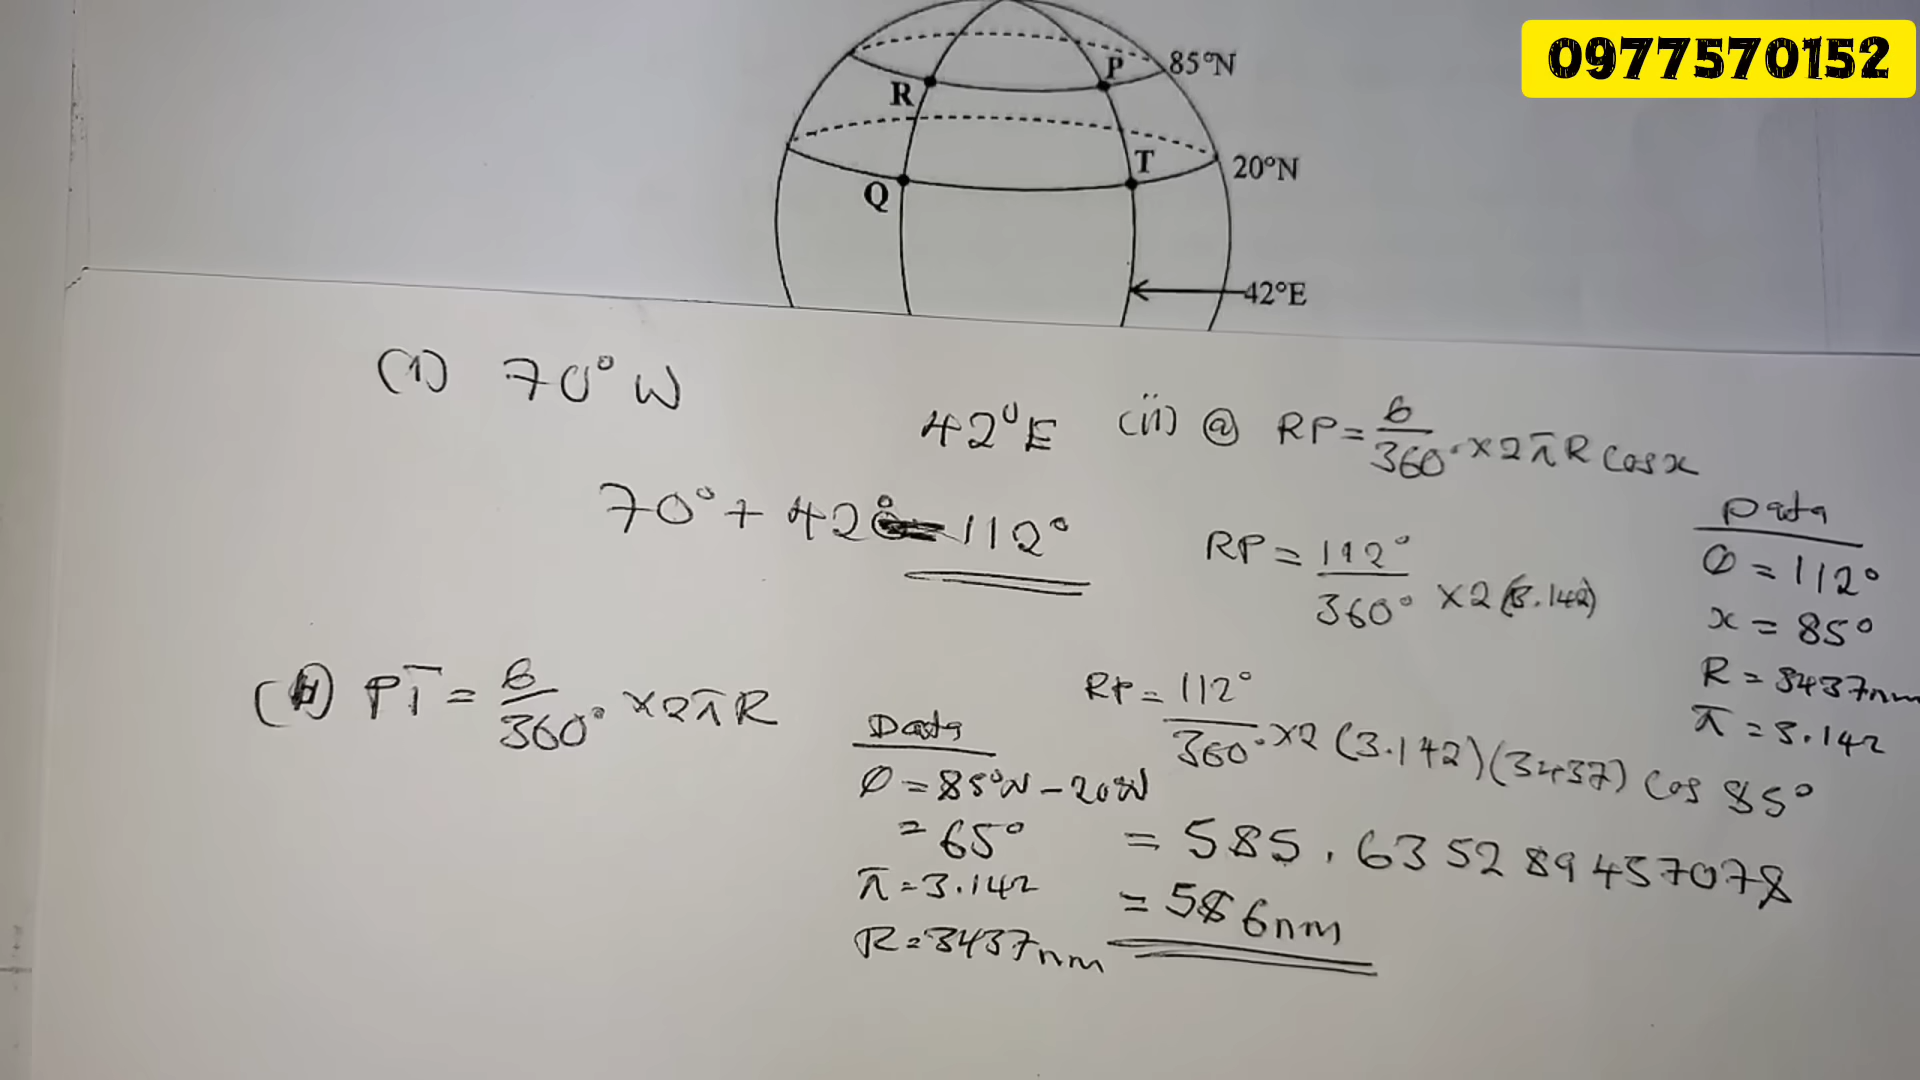 0977570152
85°N
P
R
T
20°N
Q
42°E
(i) 70° W
42°E
70° + 42° = 112°
(ii) @ RP = θ/360° × 2πR cos x
RP = 112°/360° × 2(3.142)
Data
θ = 112°
x = 85°
R = 3437nm
π = 3.142
RP = 112°/360° × 2(3.142)(3437) cos 85°
= 585.635289457078
= 586nm
PT = θ/360° × 2πR
Data
θ = 85°N - 20°N
= 65°
π = 3.142
R = 3437nm